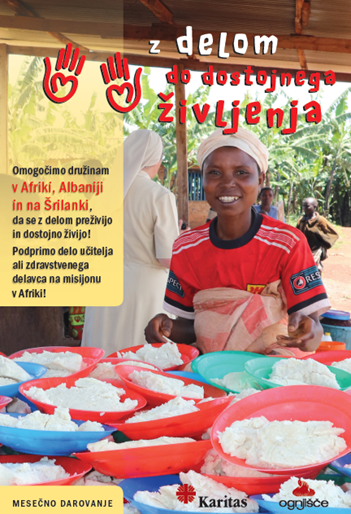 z delom
do dostojnega
življenja
Omogočimo družinam
v Afriki, Albaniji
in na Šrilanki,
da se z delom preživijo
in dostojno živijo!
Podprimo delo učitelja
ali zdravstvenega
delavca na misijonu
v Afriki!
RES
MESEČNO DAROVANJE
Karitas
ognjišče